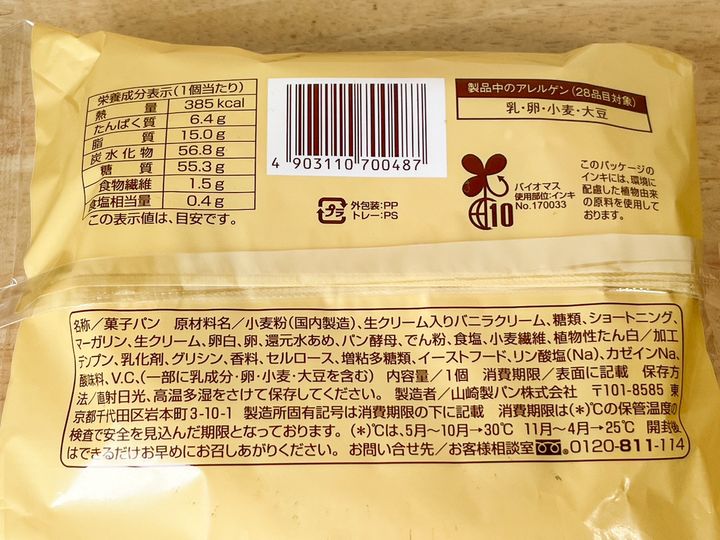 栄養成分表示(1個当たり)
熱 量 385kcal
たんぱく質 6.4g
脂 質 15.0g
炭水化物 56.8g
糖 質 55.3g
食物繊維 1.5g
食塩相当量 0.4g
この表示値は、目安です。
4 903110 700487
プラ
外包装:PP
トレー:PS
製品中のアレルゲン(28品目対象)
乳・卵・小麦・大豆
10
バイオマス
使用部位:インキ
No.170033
このパッケージの
インキには、環境に
配慮した植物由来
の原料を使用して
おります。
名称/菓子パン 原材料名/小麦粉(国内製造)、生クリーム入りバニラクリーム、糖類、ショートニング、
マーガリン、生クリーム、卵白、卵、還元水あめ、パン酵母、でん粉、食塩、小麦繊維、植物性たん白/加工
デンプン、乳化剤、グリシン、香料、セルロース、増粘多糖類、イーストフード、リン酸塩(Na)、カゼインNa、
酸味料、V.C、(一部に乳成分・卵・小麦・大豆を含む) 内容量/1個 消費期限/表面に記載 保存方
法/直射日光、高温多湿をさけて保存してください。 製造者/山崎製パン株式会社 〒101-8585 東
京都千代田区岩本町3-10-1 製造所固有記号は消費期限の下に記載 消費期限は(*)℃の保管温度の
検査で安全を見込んだ期限となっております。(*)℃は、5月〜10月→30℃ 11月〜4月→25℃ 開封後
はできるだけお早めにお召しあがりください。 お問い合せ先/お客様相談室 0120-811-114